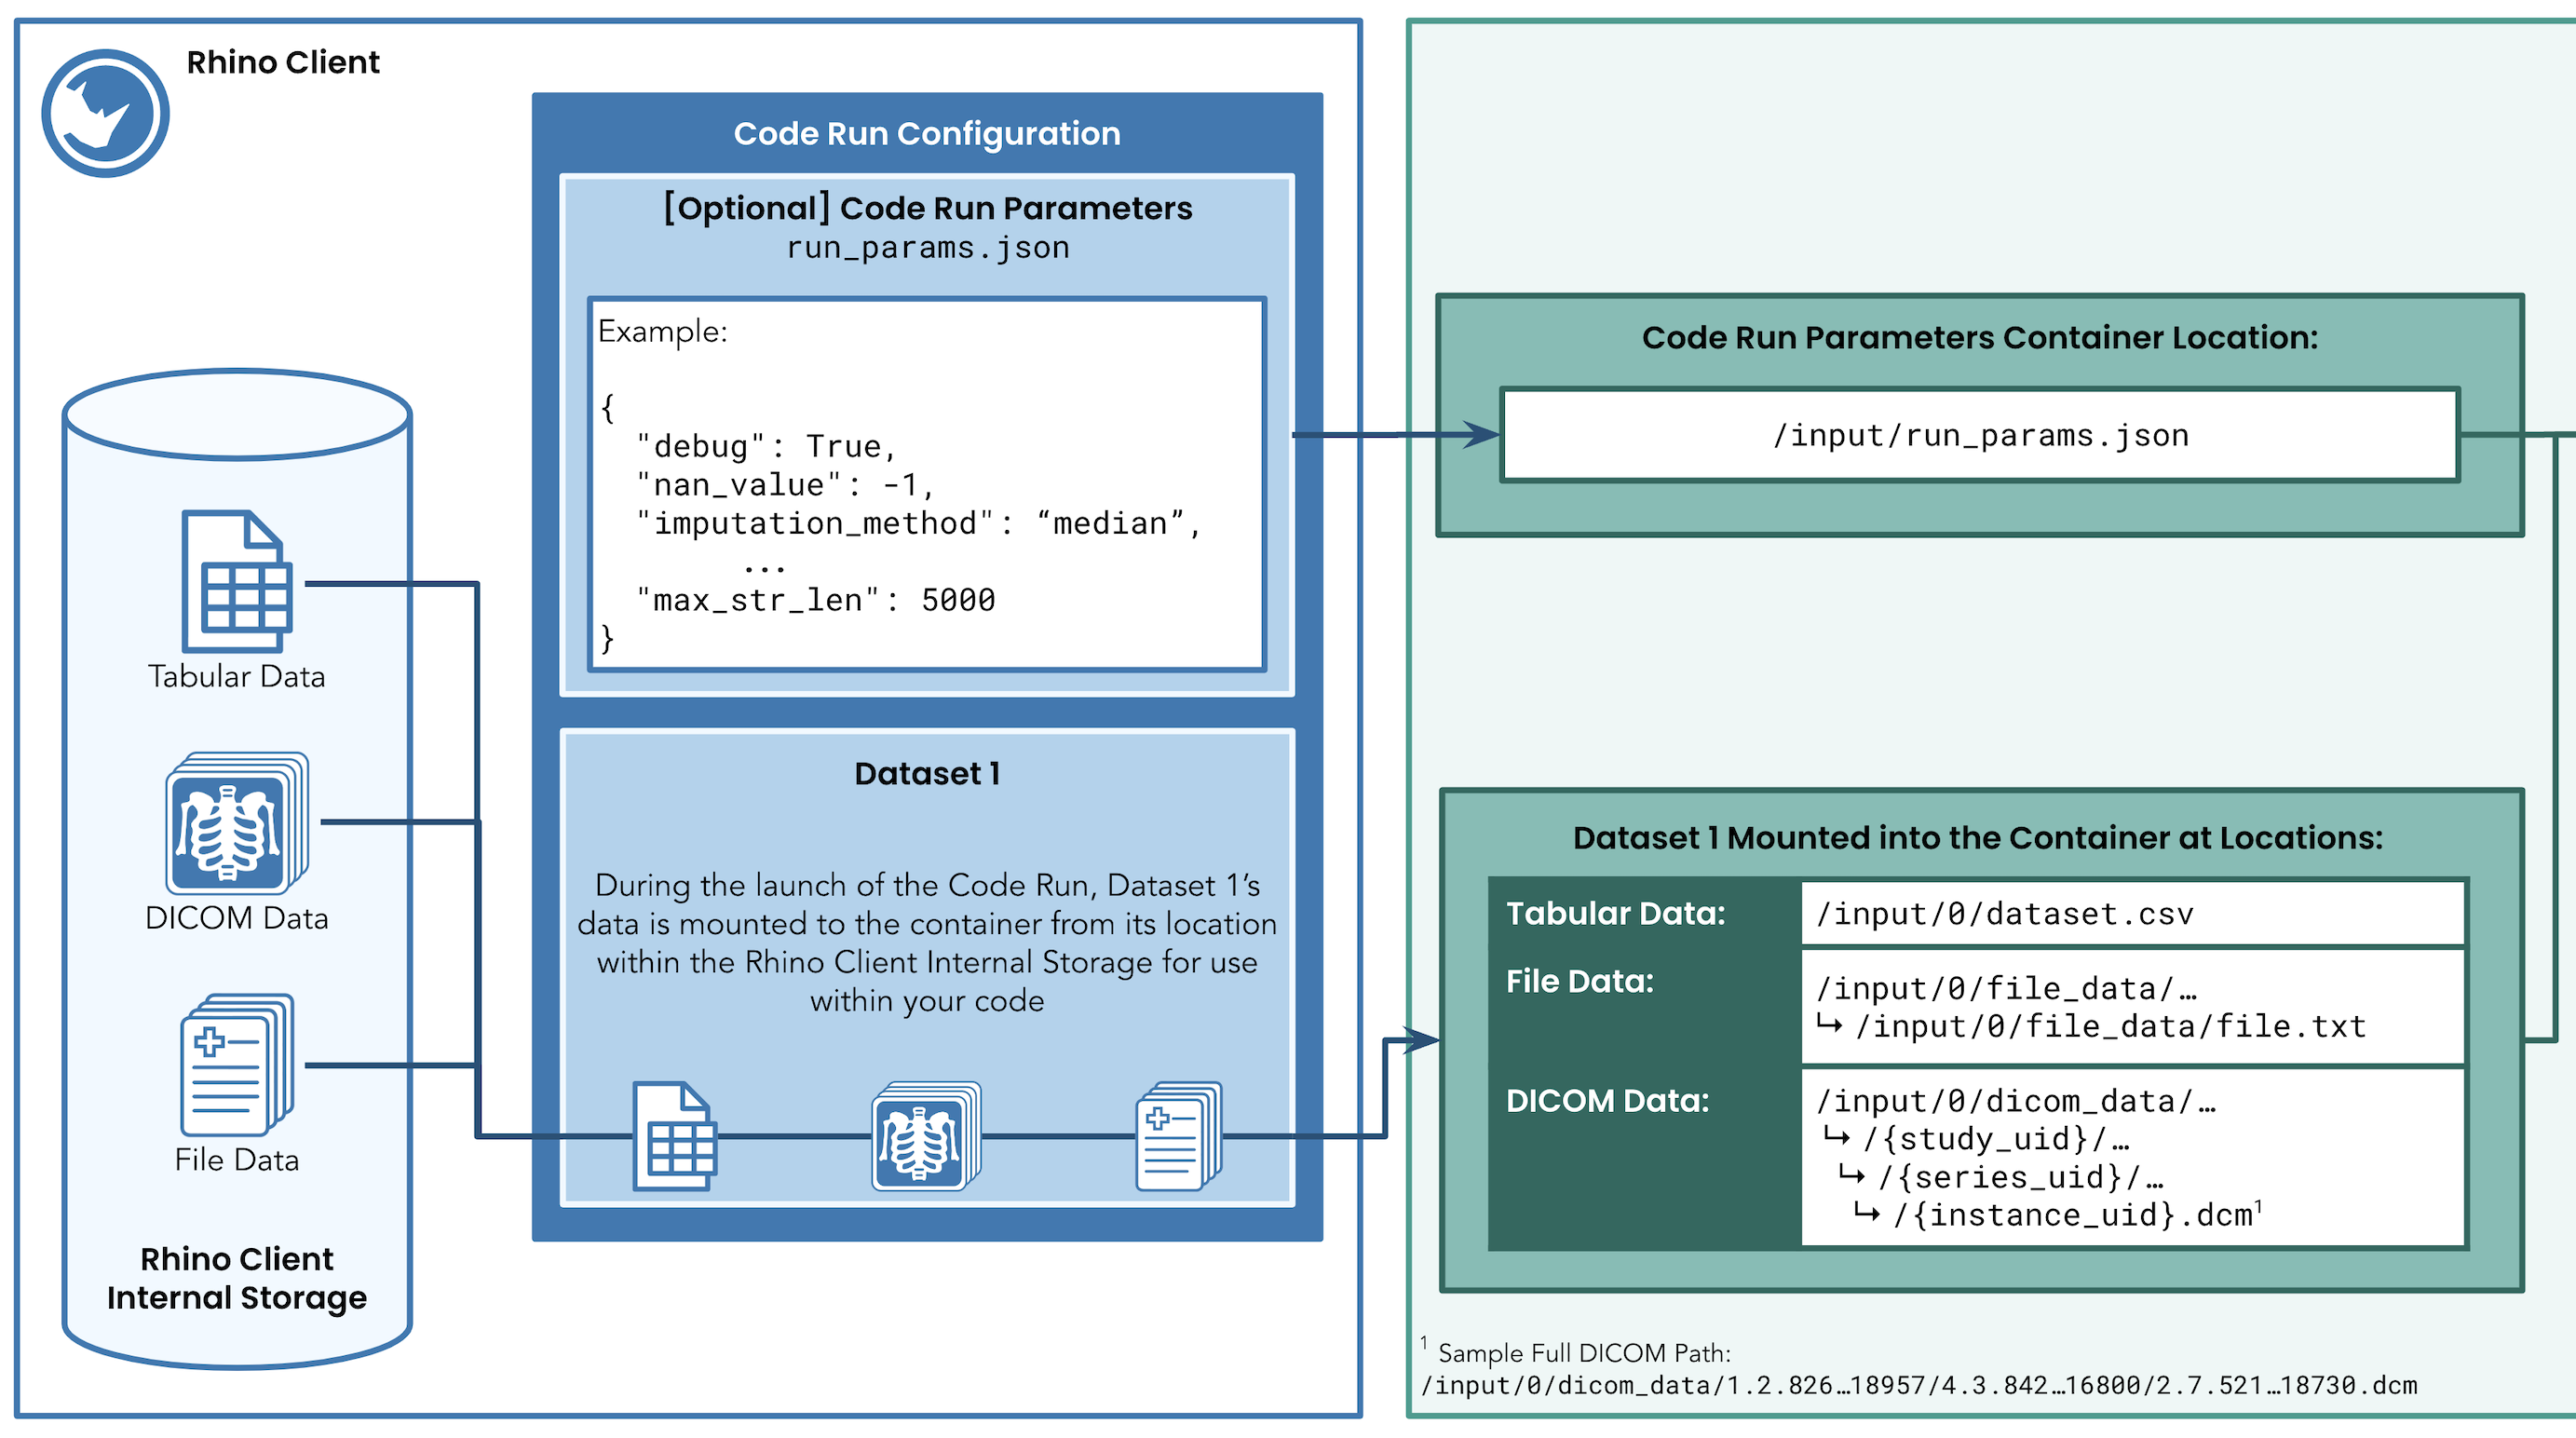 Rhino Client
Tabular Data
DICOM Data
File Data
Rhino Client
Internal Storage
Code Run Configuration
[Optional] Code Run Parameters
run_params.json
Example:
{
"debug": True,
"nan_value": -1,
"imputation_method": “median”,
...
"max_str_len": 5000
}
Dataset 1
During the launch of the Code Run, Dataset 1’s
data is mounted to the container from its location
within the Rhino Client Internal Storage for use
within your code
Code Run Parameters Container Location:
/input/run_params.json
Dataset 1 Mounted into the Container at Locations:
Tabular Data: /input/0/dataset.csv
File Data: /input/0/file_data/…
↳ /input/0/file_data/file.txt
DICOM Data: /input/0/dicom_data/…
↳ /{study_uid}/…
↳ /{series_uid}/…
↳ /{instance_uid}.dcm¹
¹ Sample Full DICOM Path:
/input/0/dicom_data/1.2.826…18957/4.3.842…16800/2.7.521…18730.dcm